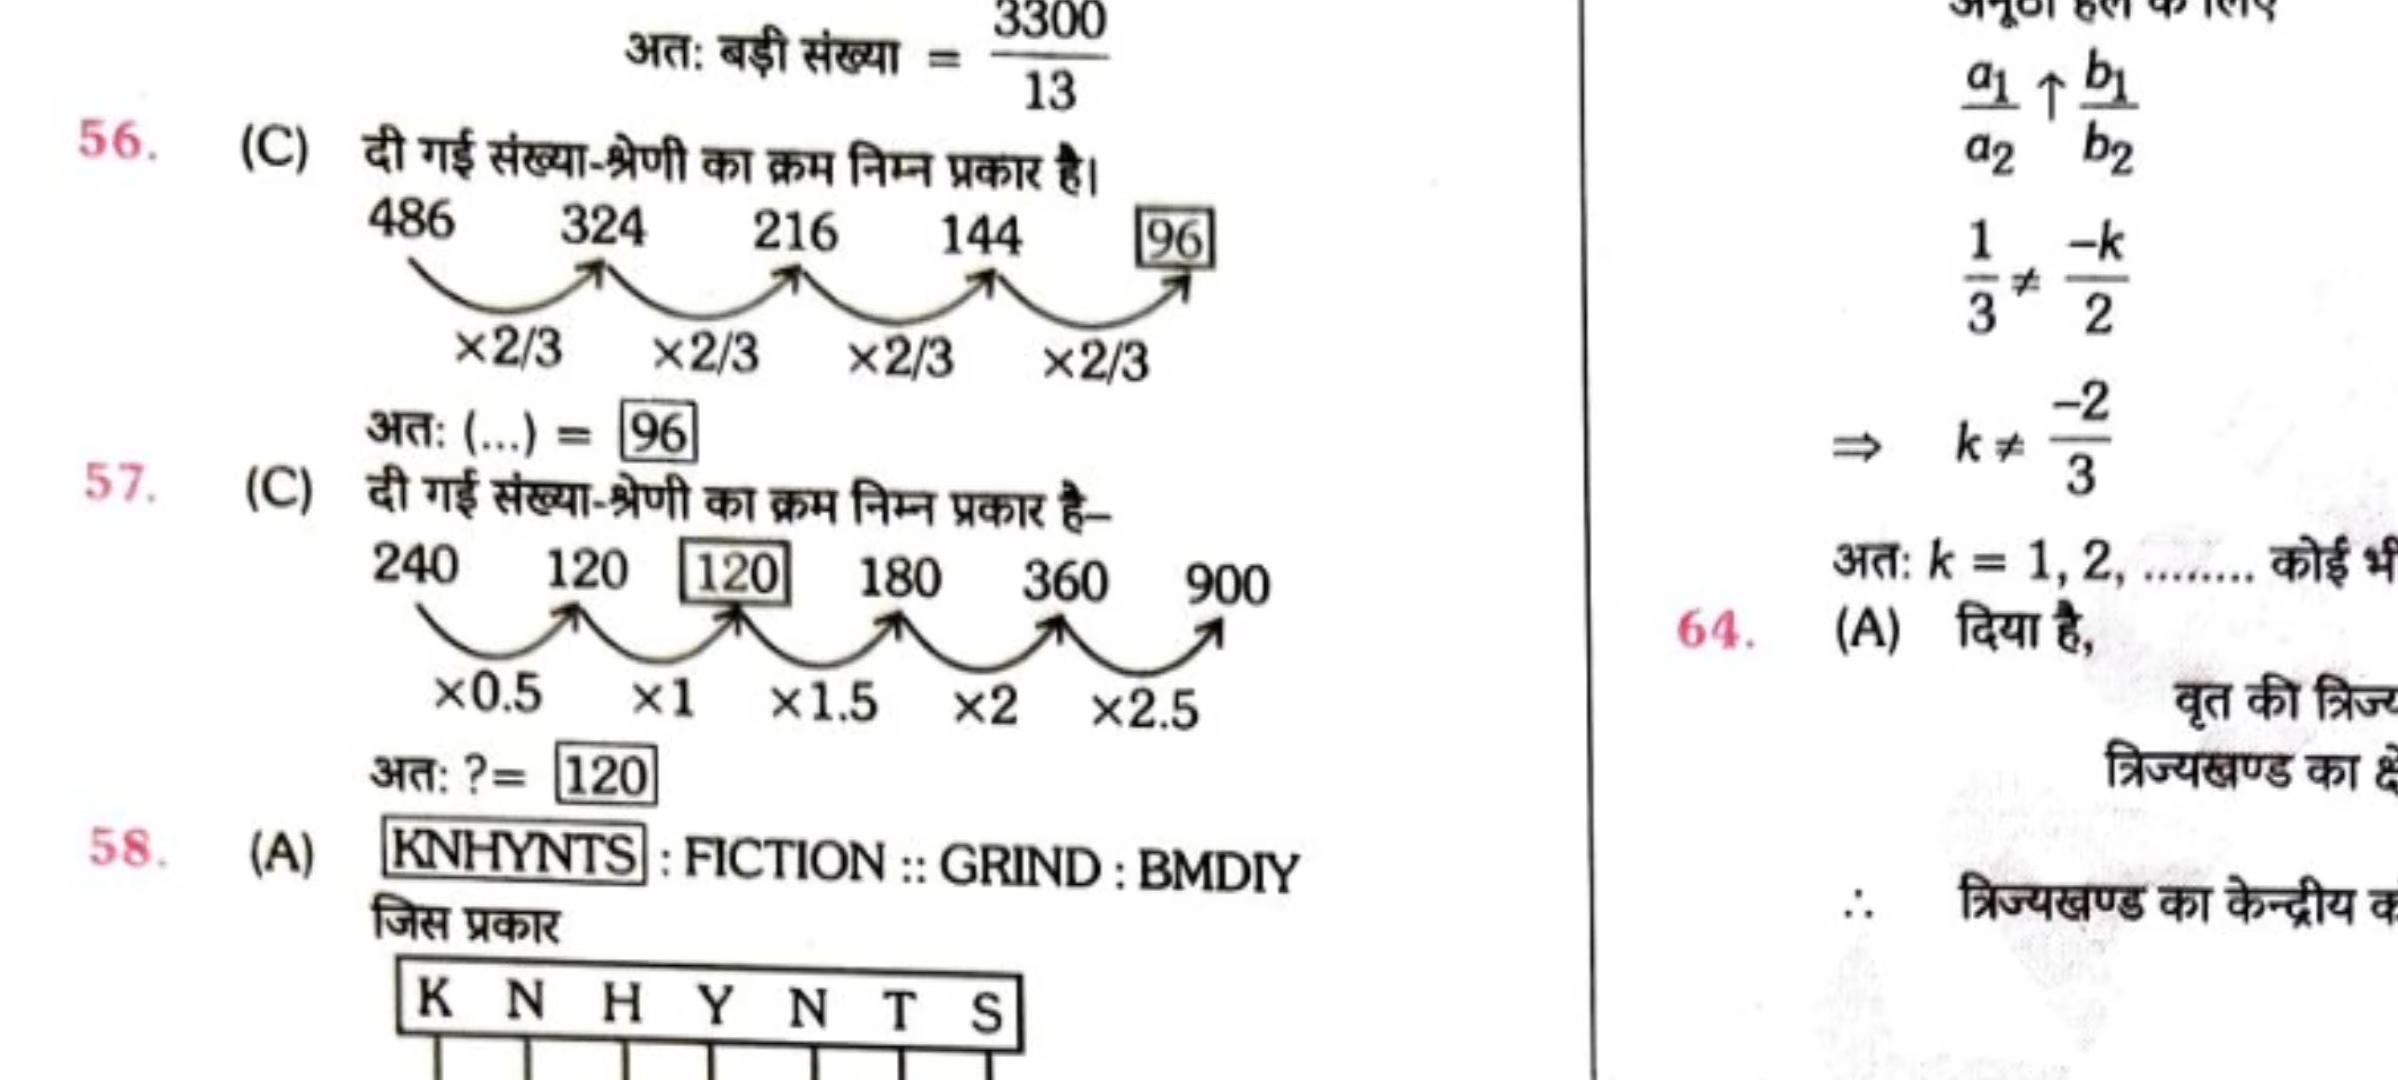 अत: बड़ी संख्या = 3300/13
56. (C) दी गई संख्या-श्रेणी का क्रम निम्न प्रकार है।
486 324 216 144 96
×2/3 ×2/3 ×2/3 ×2/3
अत: (...) = 96
57. (C) दी गई संख्या-श्रेणी का क्रम निम्न प्रकार है–
240 120 120 180 360 900
×0.5 ×1 ×1.5 ×2 ×2.5
अत: ?= 120
58. (A) KNHYNTS : FICTION :: GRIND : BMDIY
जिस प्रकार
K N H Y N T S
हल के लिए
a1/a2 ↑ b1/b2
1/3 ≠ –k/2
⇒ k ≠ –2/3
अत: k = 1, 2, ........ कोई भी
64. (A) दिया है,
वृत की
त्रिज्यखण्ड का
∴ त्रिज्यखण्ड का केन्द्रीय